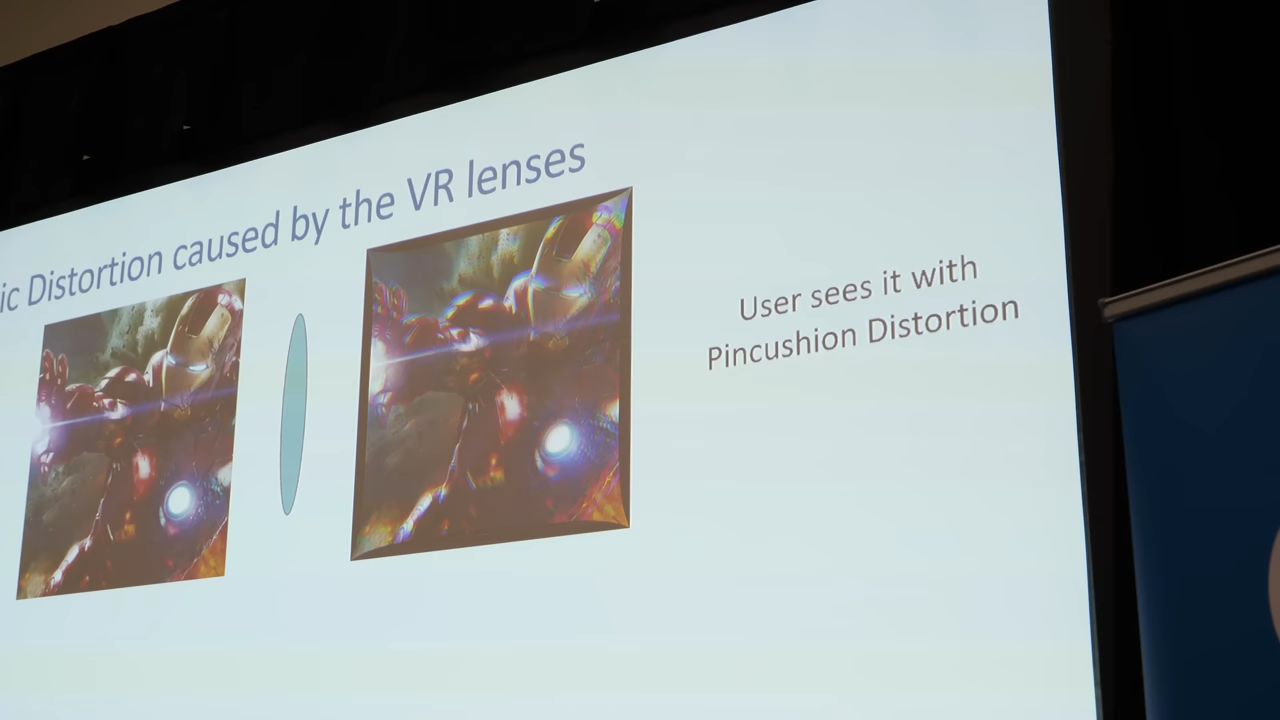 ic Distortion caused by the VR lenses
User sees it with
Pincushion Distortion